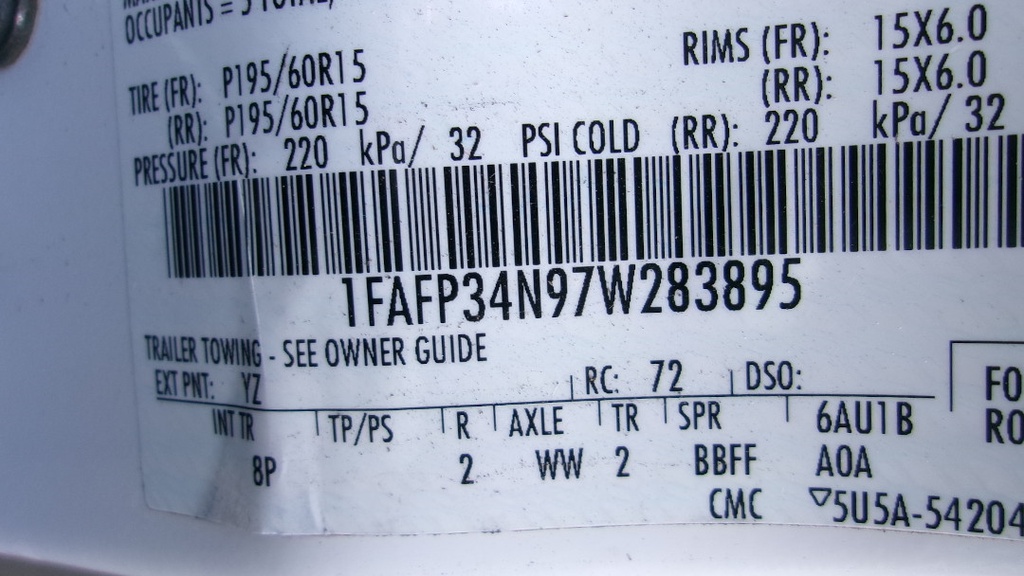 OCCUPANTS = 5 TOTAL,
RIMS (FR): 15X6.0
TIRE (FR): P195/60R15 (RR): 15X6.0
(RR): P195/60R15
PRESSURE (FR): 220 kPa/ 32 PSI COLD (RR): 220 kPa/ 32
1FAFP34N97W283895
TRAILER TOWING - SEE OWNER GUIDE
EXT PNT: YZ RC: 72 DSO:
INT TR TP/PS R AXLE TR SPR 6AU1B
8P 2 WW 2 BBFF AOA
CMC ▽5U5A-54204
FO
RO